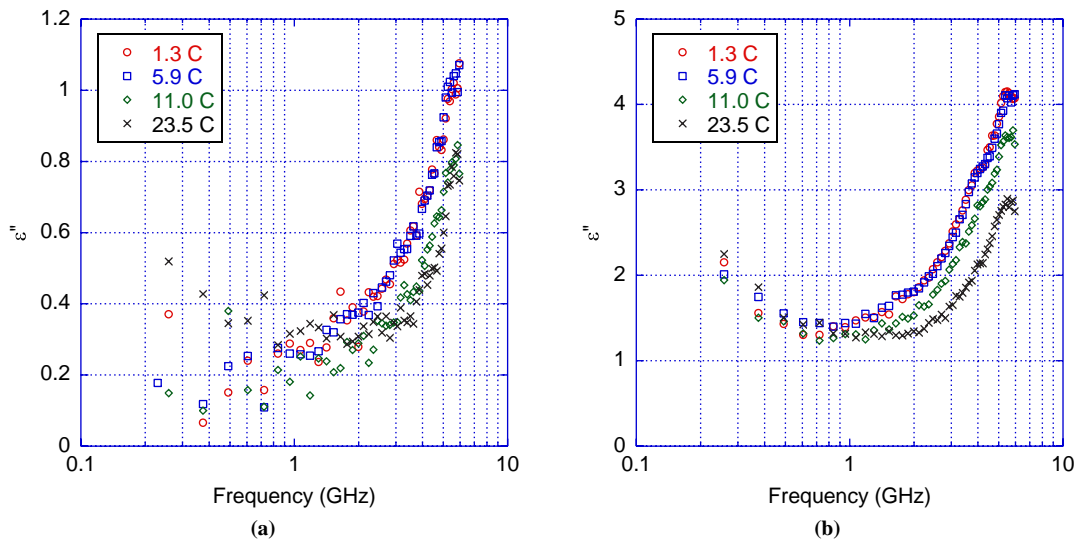 1.2
1
0.8
0.6
0.4
0.2
0
ε"
1.3 C
5.9 C
11.0 C
23.5 C
0.1
1
10
Frequency (GHz)
(a)
5
4
3
2
1
0
ε"
1.3 C
5.9 C
11.0 C
23.5 C
0.1
1
10
Frequency (GHz)
(b)